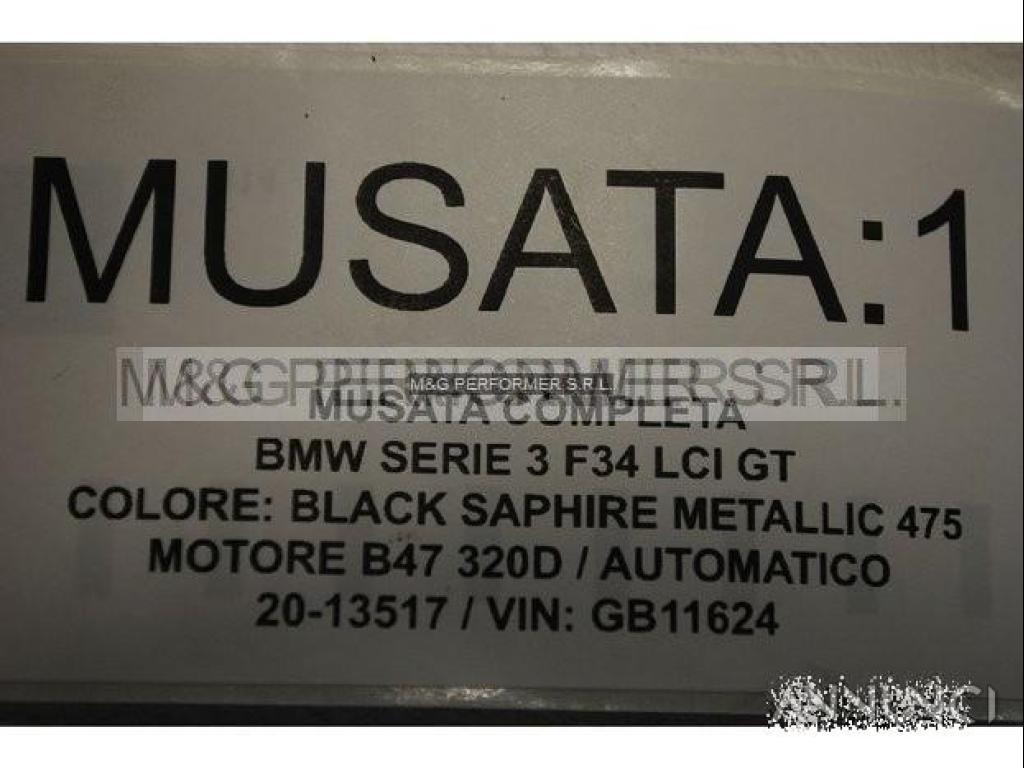 MUSATA:1
M&G PERFORMER S.R.L.
M&G PERFORMER S.R.L.
MUSATA COMPLETA
BMW SERIE 3 F34 LCI GT
COLORE: BLACK SAPHIRE METALLIC 475
MOTORE B47 320D / AUTOMATICO
20-13517 / VIN: GB11624